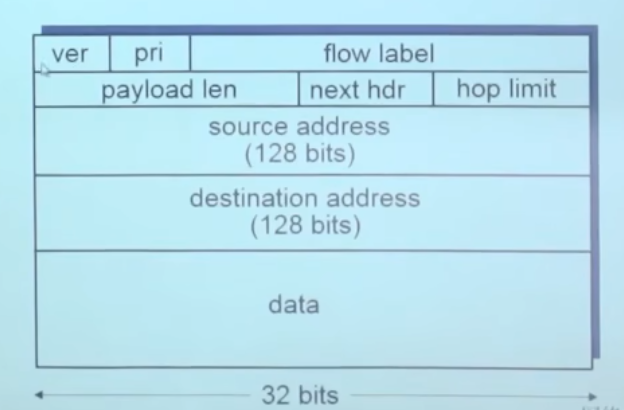 ver pri flow label
payload len next hdr hop limit
source address
(128 bits)
destination address
(128 bits)
data
32 bits